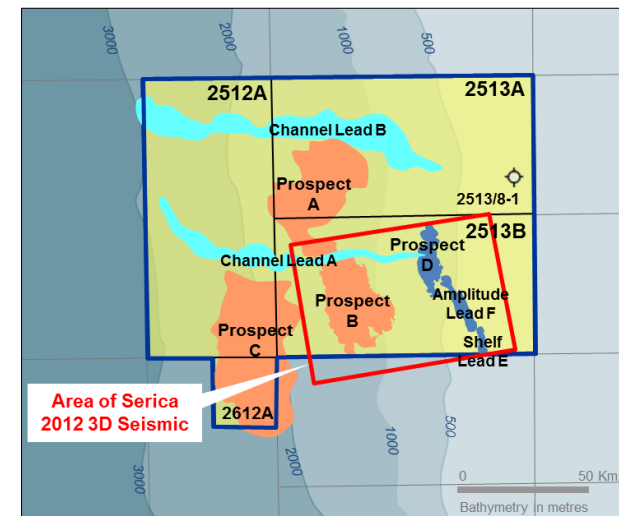 3000
2000
1000
500
2512A
2513A
Channel Lead B
Prospect
A
2513/8-1
2513B
Prospect
D
Channel Lead A
Prospect
B
Amplitude
Lead F
Prospect
C
Shelf
Lead E
Area of Serica
2012 3D Seismic
2612A
3000
2000
1000
500
0
50 Km
Bathymetry in metres